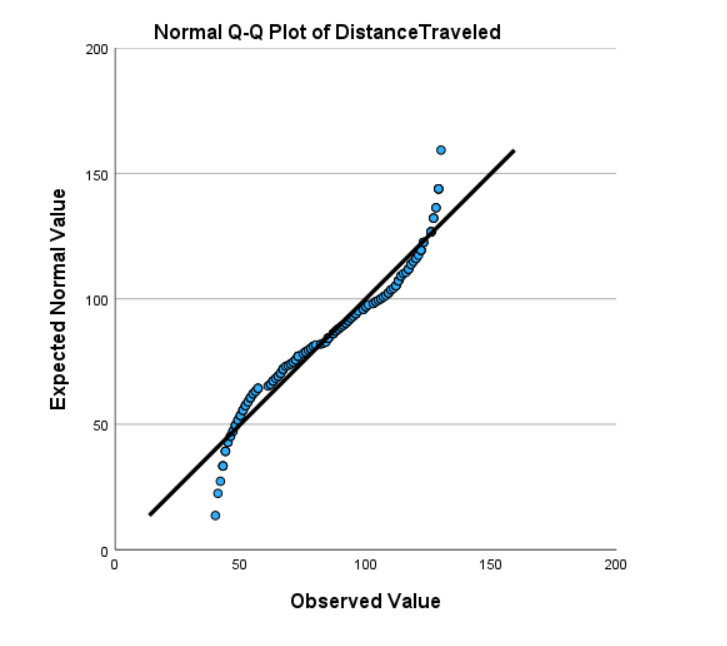 Normal Q-Q Plot of DistanceTraveled
200
150
100
50
0
Expected Normal Value
0 50 100 150 200
Observed Value